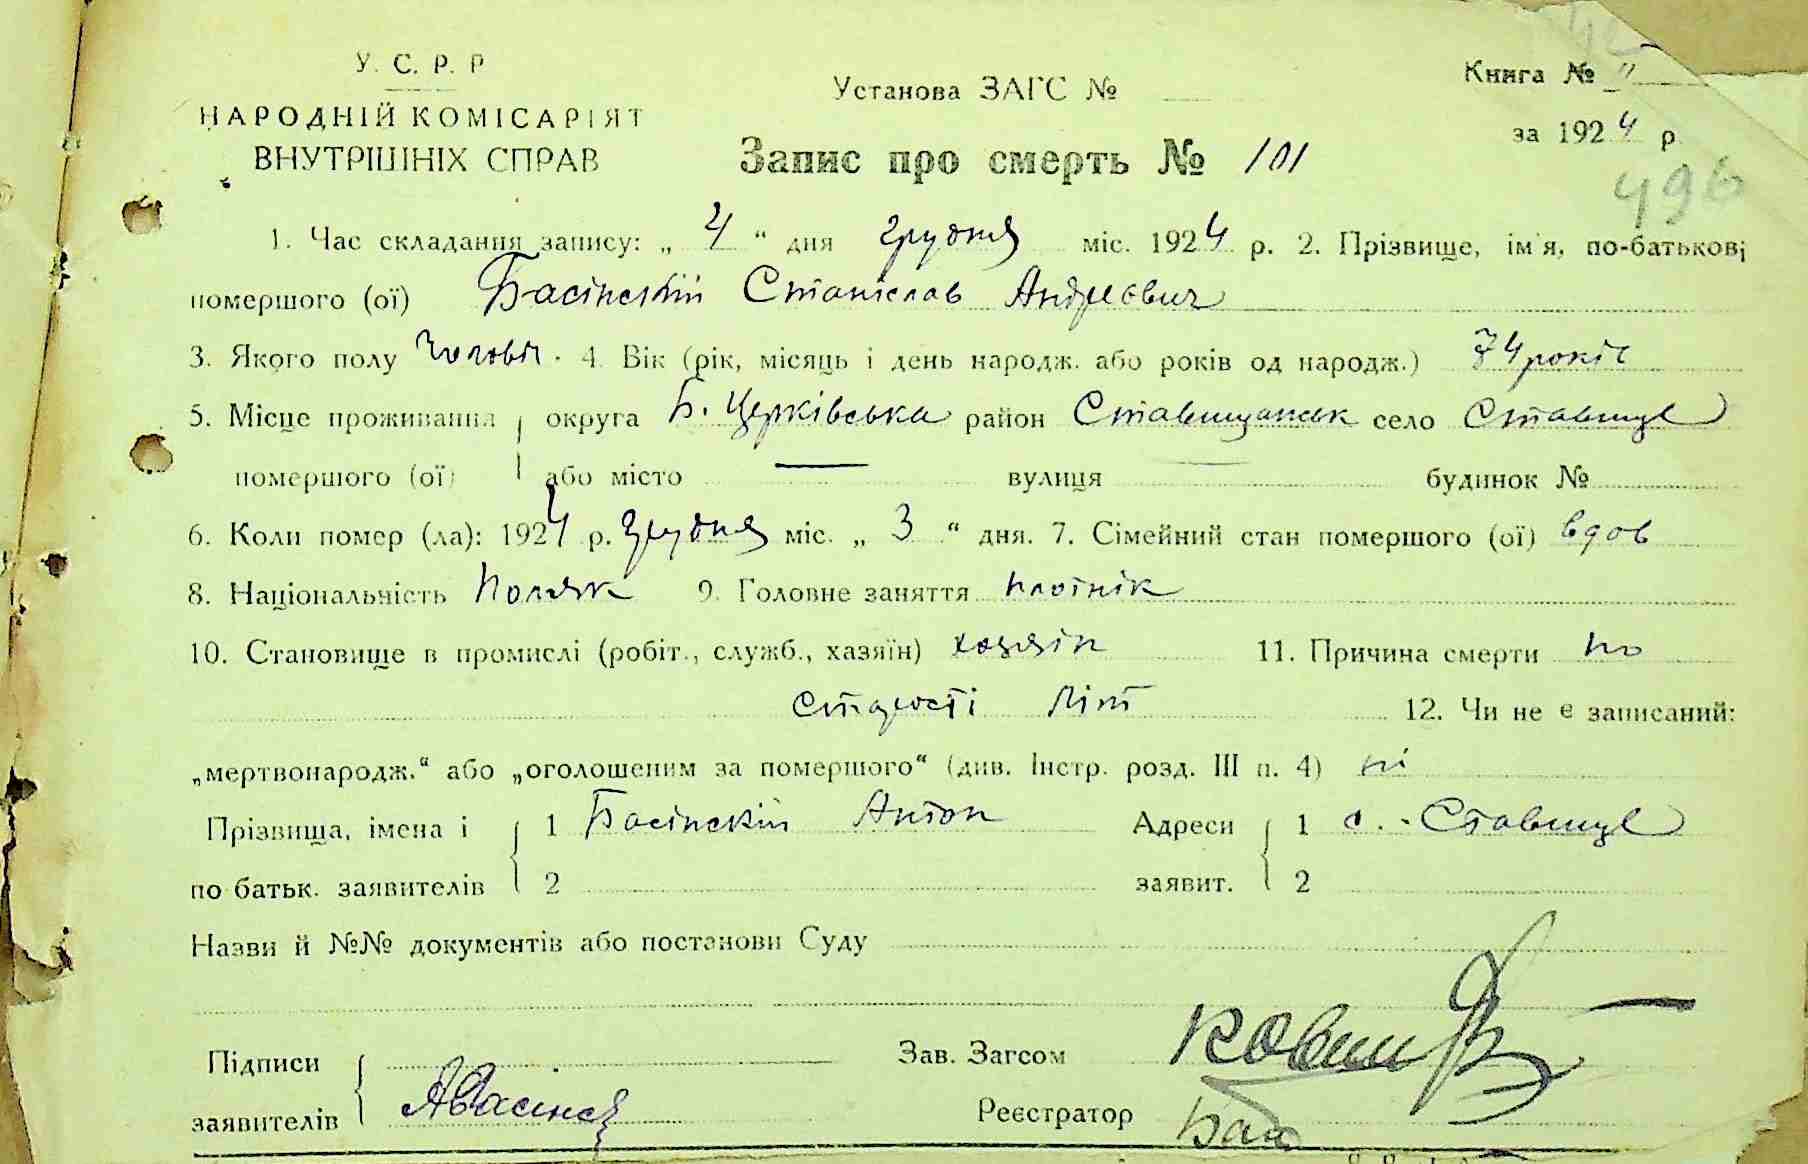 У. С. Р. Р
НАРОДНІЙ КОМІСАРІЯТ
ВНУТРІШНІХ СПРАВ
Установа ЗАГС №
Запис про смерть № 101
Книга № II
за 1924 р.
496
1. Час складання запису: „ 4 “ дня грудня міс. 1924 р. 2. Прізвище, ім'я, по-батькові
помершого (ої) Басінский Станіслав Андреєвич
3. Якого полу чолові. 4. Вік (рік, місяць і день народж. або років од народж.) 74 років
5. Місце проживання округа Б. Церківська район Ставищанськ село Ставище
помершого (ої) або місто — вулиця — будинок №
6. Коли помер (ла): 1924 р. грудня міс. „ 3 “ дня. 7. Сімейний стан помершого (ої) вдов
8. Національність Поляк 9. Головне заняття плотнік
10. Становище в промислі (робіт., служб., хазяїн) хазяїн 11. Причина смерти по
старості літ 12. Чи не є записаний:
„мертвонародж.“ або „оголошеним за помершого“ (див. Інстр. розд. III п. 4) ні
Прізвища, імена і 1 Басінский Антон Адреси 1 с. Ставище
по батьк. заявителів 2 заявит. 2
Назви й №№ документів або постанови Суду
Підписи Зав. Загсом
заявителів АБасінск Реєстратор